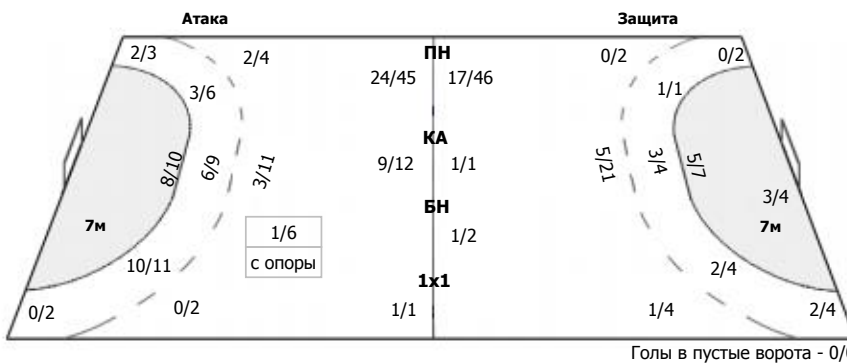 Атака Защита
2/3 2/4 ПН 0/2 0/2
24/45 17/46
3/6 1/1
КА
8/10 6/9 3/11 9/12 1/1 5/21 3/4 5/7
3/4
БН
7м 1/6 1/2 7м
с опоры
10/11 2/4
1x1
0/2 0/2 1/1 1/4 2/4
Голы в пустые ворота - 0/